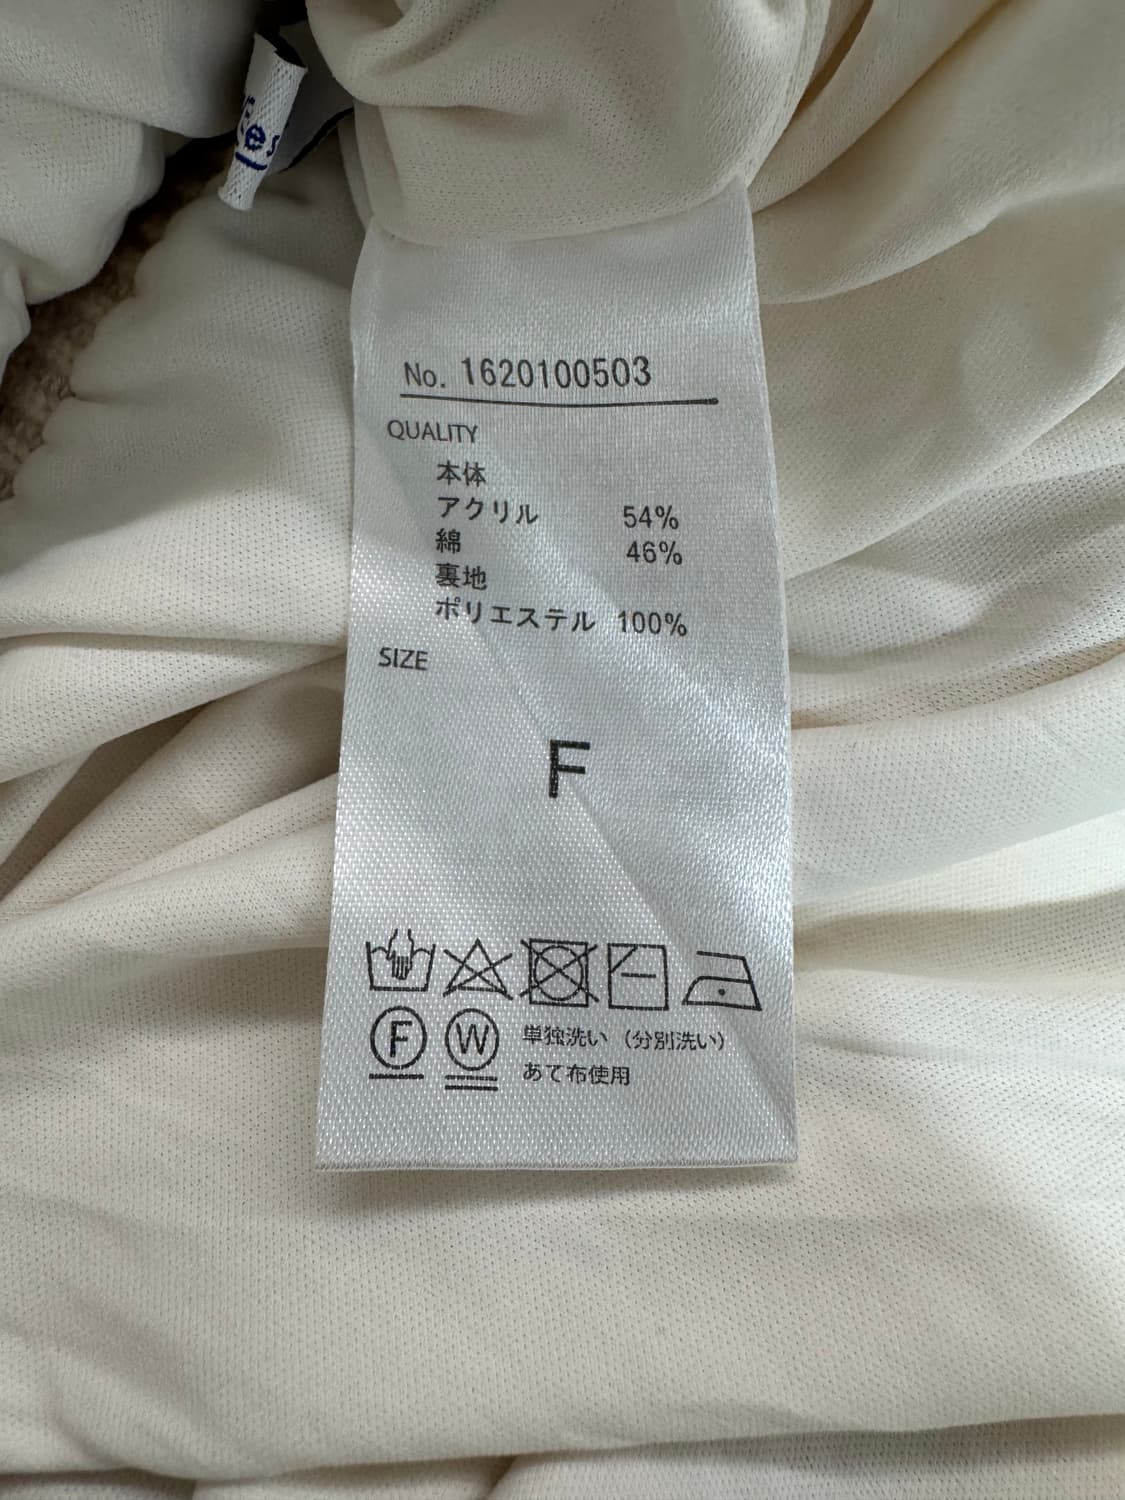 No. 1620100503
QUALITY
本体
アクリル 54%
綿 46%
裏地
ポリエステル 100%
SIZE
F
F
W
単独洗い (分別洗い)
あて布使用